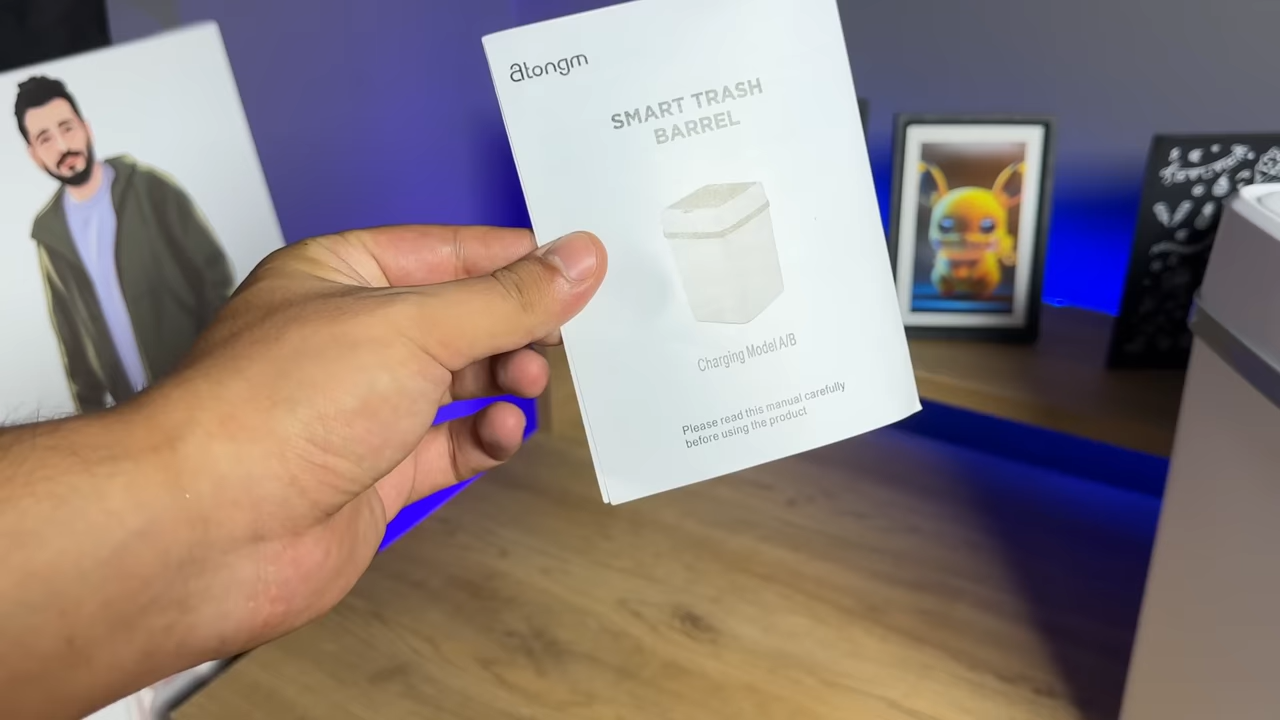 atongm
SMART TRASH
BARREL
Charging Model A/B
Please read this manual carefully
before using the product